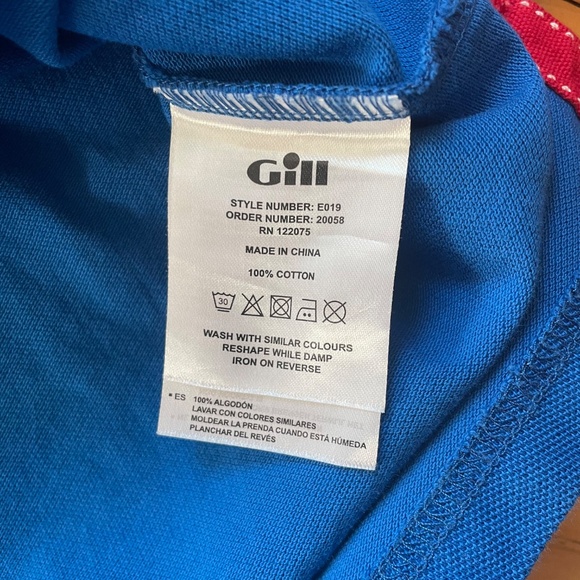 Gill
STYLE NUMBER: E019
ORDER NUMBER: 20058
RN 122075
MADE IN CHINA
100% COTTON
30
WASH WITH SIMILAR COLOURS
RESHAPE WHILE DAMP
IRON ON REVERSE
• ES 100% ALGODÓN
LAVAR CON COLORES SIMILARES
MOLDEAR LA PRENDA CUANDO ESTÁ HÚMEDA
PLANCHAR DEL REVÉS